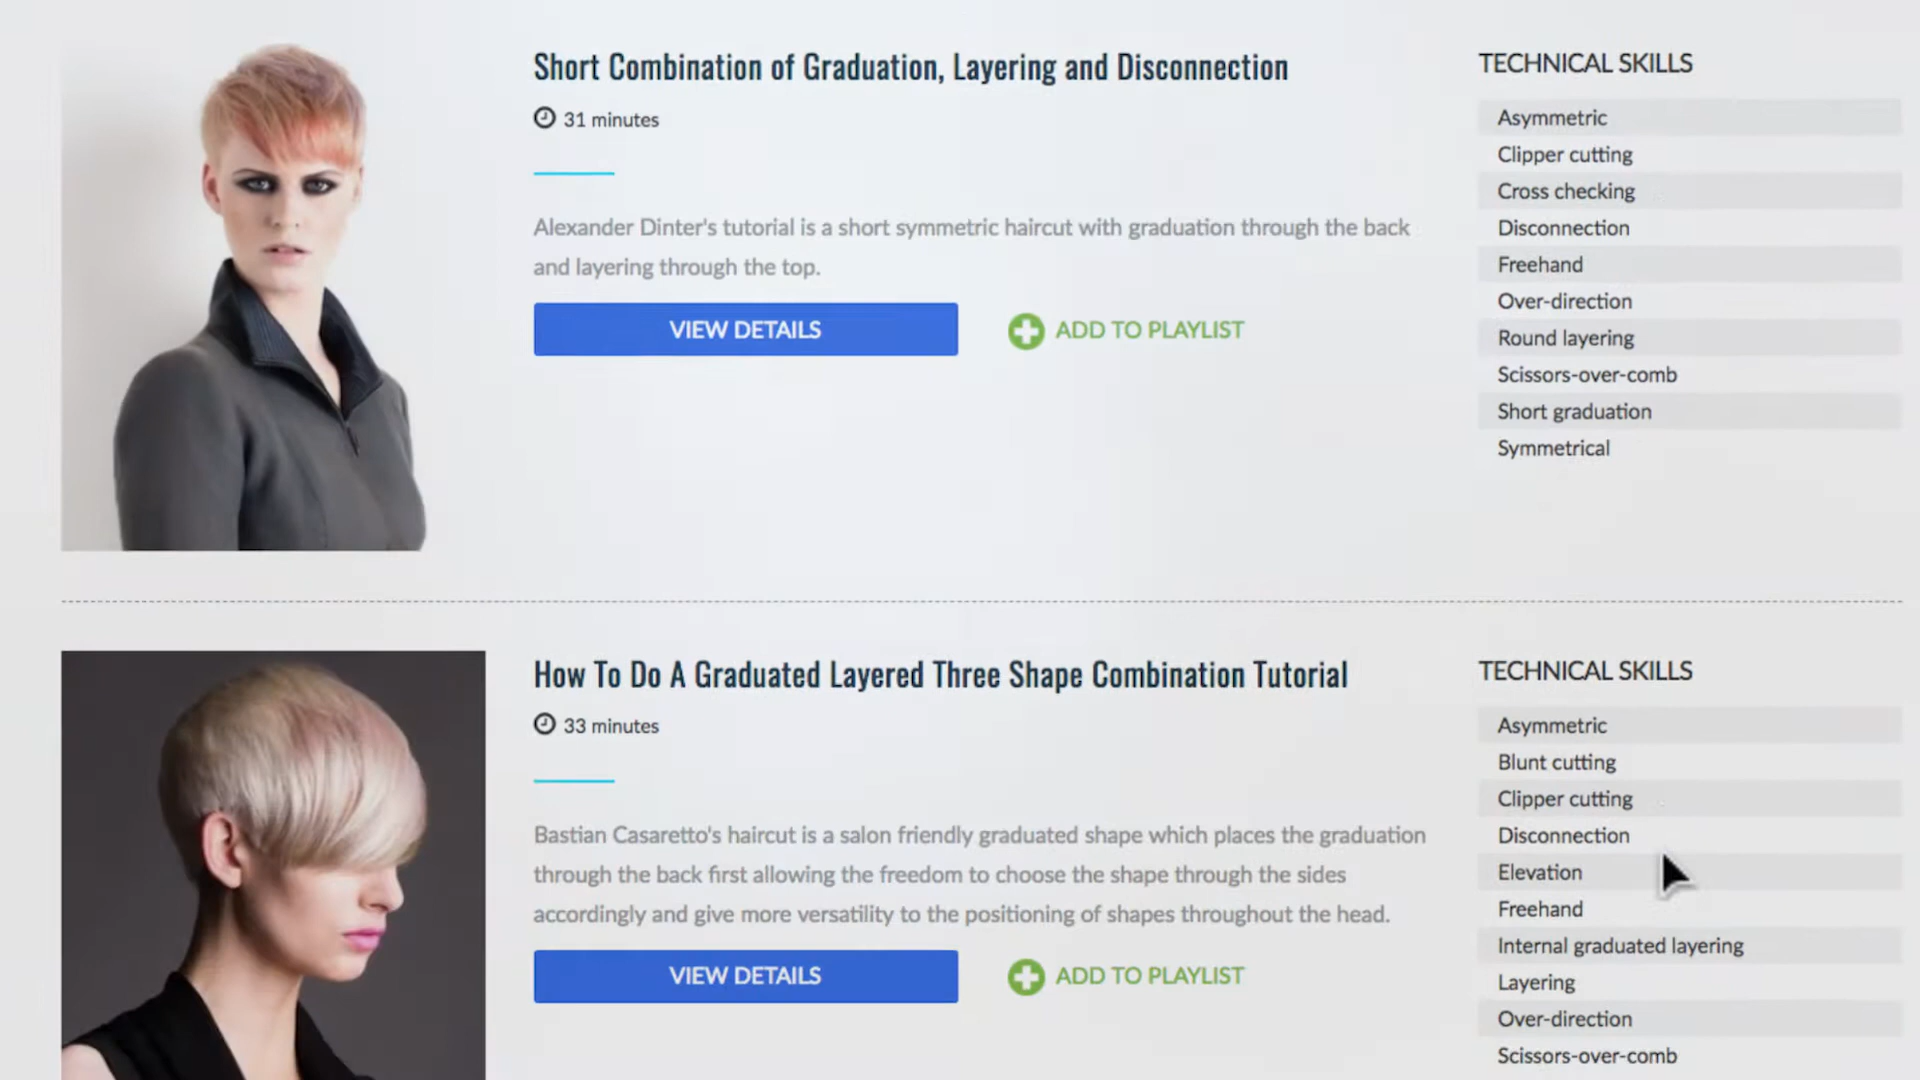 Short Combination of Graduation, Layering and Disconnection
31 minutes
Alexander Dinter's tutorial is a short symmetric haircut with graduation through the back
and layering through the top.
VIEW DETAILS
ADD TO PLAYLIST
TECHNICAL SKILLS
Asymmetric
Clipper cutting
Cross checking
Disconnection
Freehand
Over-direction
Round layering
Scissors-over-comb
Short graduation
Symmetrical
How To Do A Graduated Layered Three Shape Combination Tutorial
33 minutes
Bastian Casaretto's haircut is a salon friendly graduated shape which places the graduation
through the back first allowing the freedom to choose the shape through the sides
accordingly and give more versatility to the positioning of shapes throughout the head.
VIEW DETAILS
ADD TO PLAYLIST
TECHNICAL SKILLS
Asymmetric
Blunt cutting
Clipper cutting
Disconnection
Elevation
Freehand
Internal graduated layering
Layering
Over-direction
Scissors-over-comb